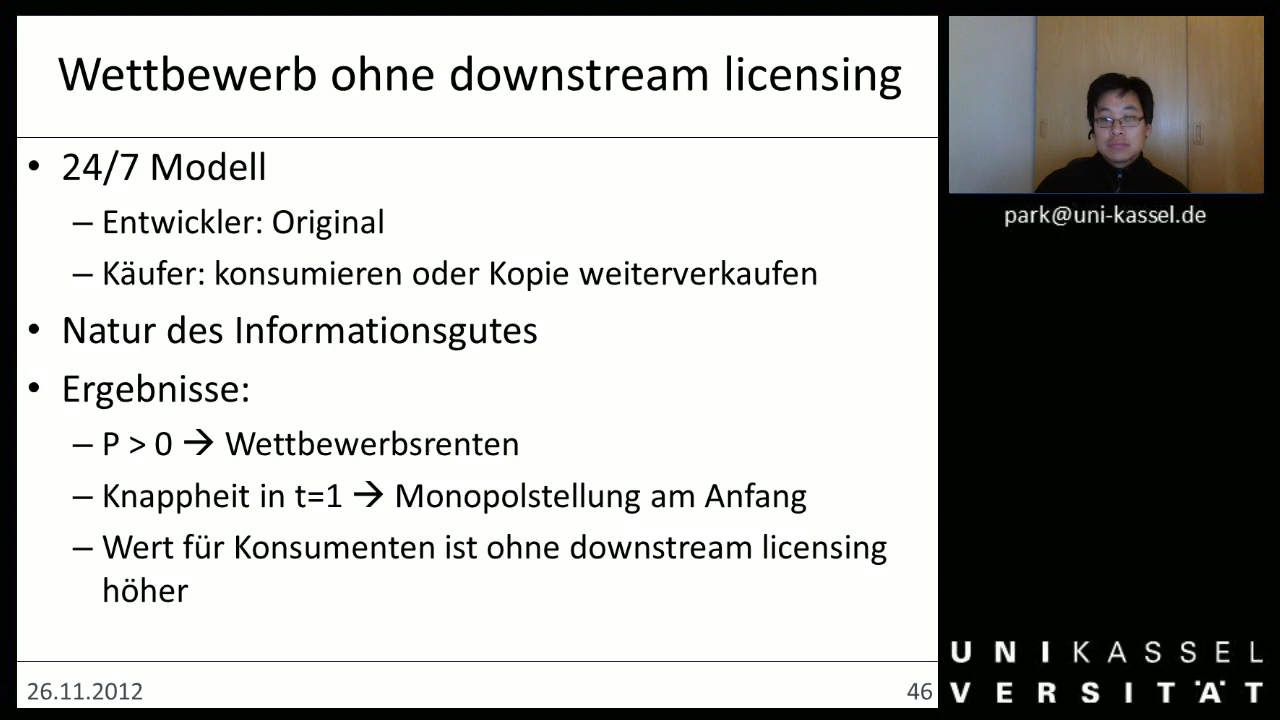 Wettbewerb ohne downstream licensing
• 24/7 Modell
– Entwickler: Original
– Käufer: konsumieren oder Kopie weiterverkaufen
• Natur des Informationsgutes
• Ergebnisse:
– P > 0 → Wettbewerbsrenten
– Knappheit in t=1 → Monopolstellung am Anfang
– Wert für Konsumenten ist ohne downstream licensing
höher
26.11.2012
46
park@uni-kassel.de
UNIKASSEL
VERSITÄT